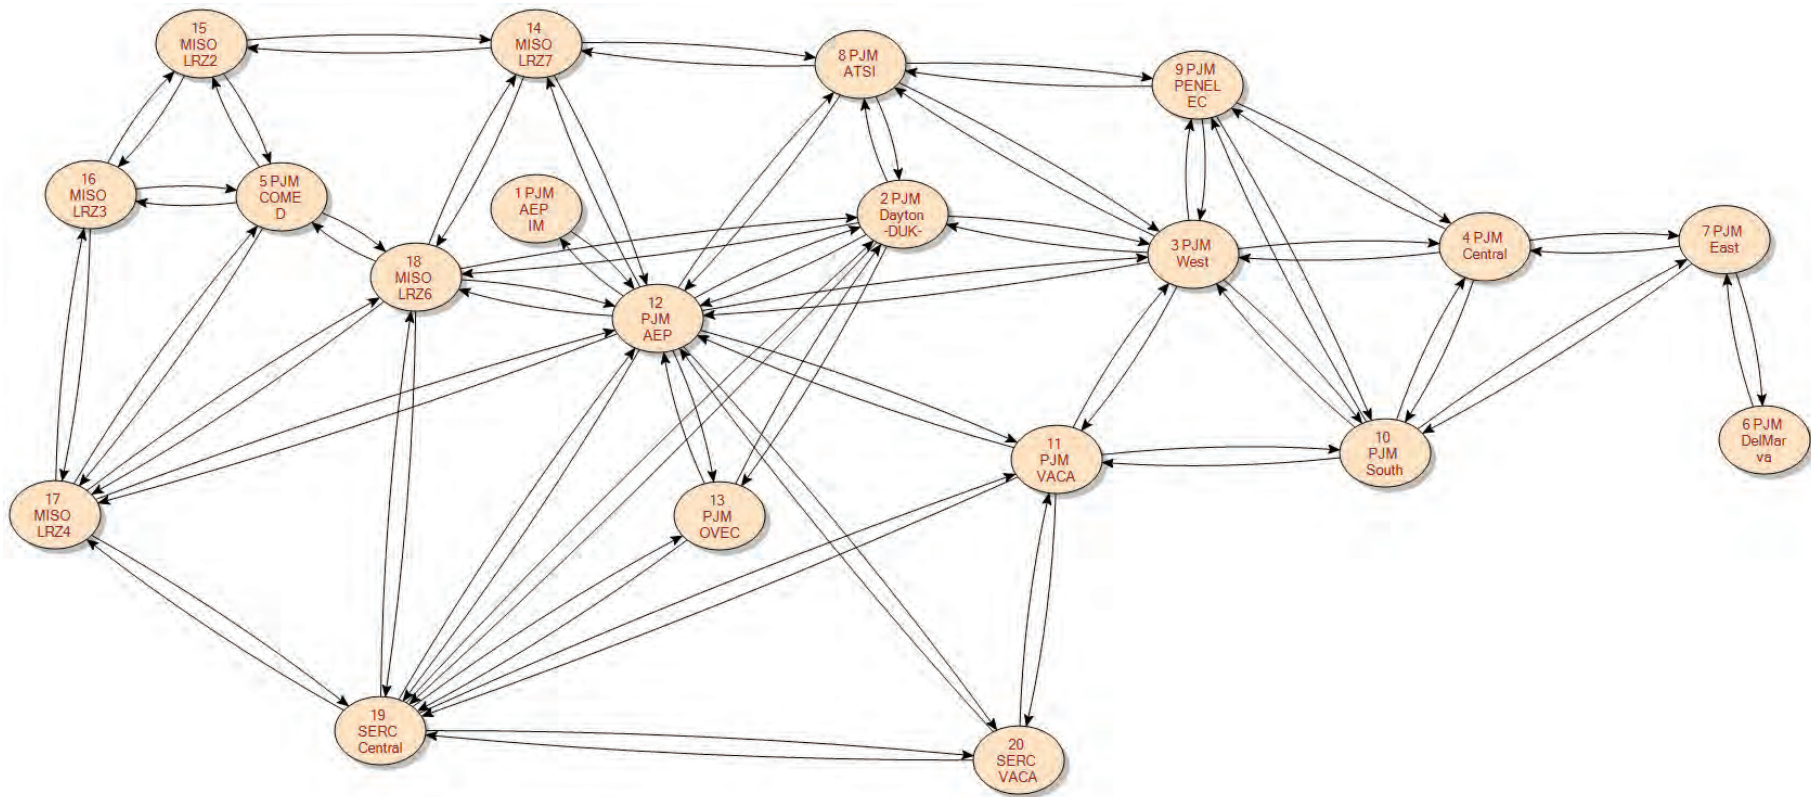 15
MISO
LRZ2
14
MISO
LRZ7
8 PJM
ATSI
9 PJM
PENEL
EC
16
MISO
LRZ3
5 PJM
COME
D
1 PJM
AEP
IM
2 PJM
Dayton
-DUK-
3 PJM
West
4 PJM
Central
7 PJM
East
18
MISO
LRZ6
12
PJM
AEP
11
PJM
VACA
10
PJM
South
6 PJM
DelMar
va
17
MISO
LRZ4
13
PJM
OVEC
19
SERC
Central
20
SERC
VACA